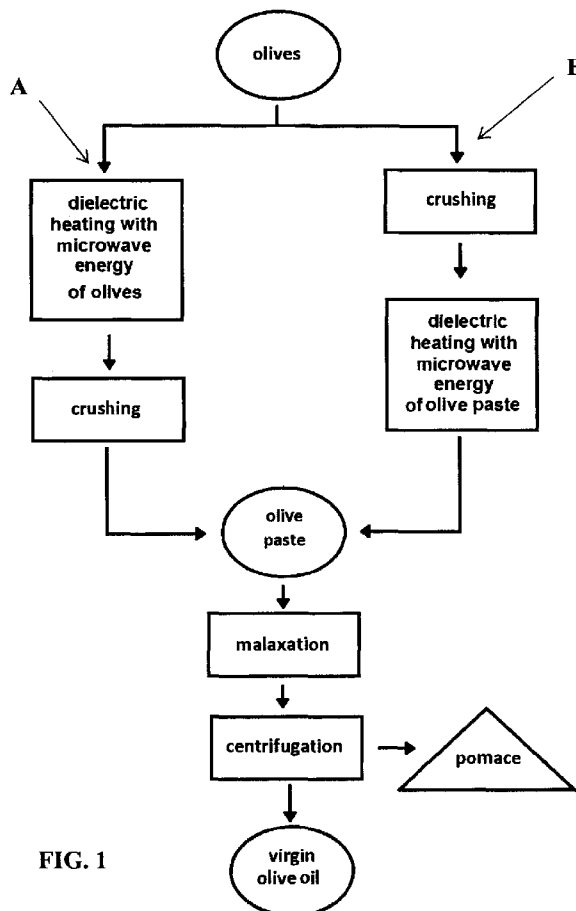 olives
A
dielectric
heating with
microwave
energy
of olives
crushing
crushing
dielectric
heating with
microwave
energy
of olive paste
olive
paste
malaxation
centrifugation
pomace
virgin
olive oil
FIG. 1